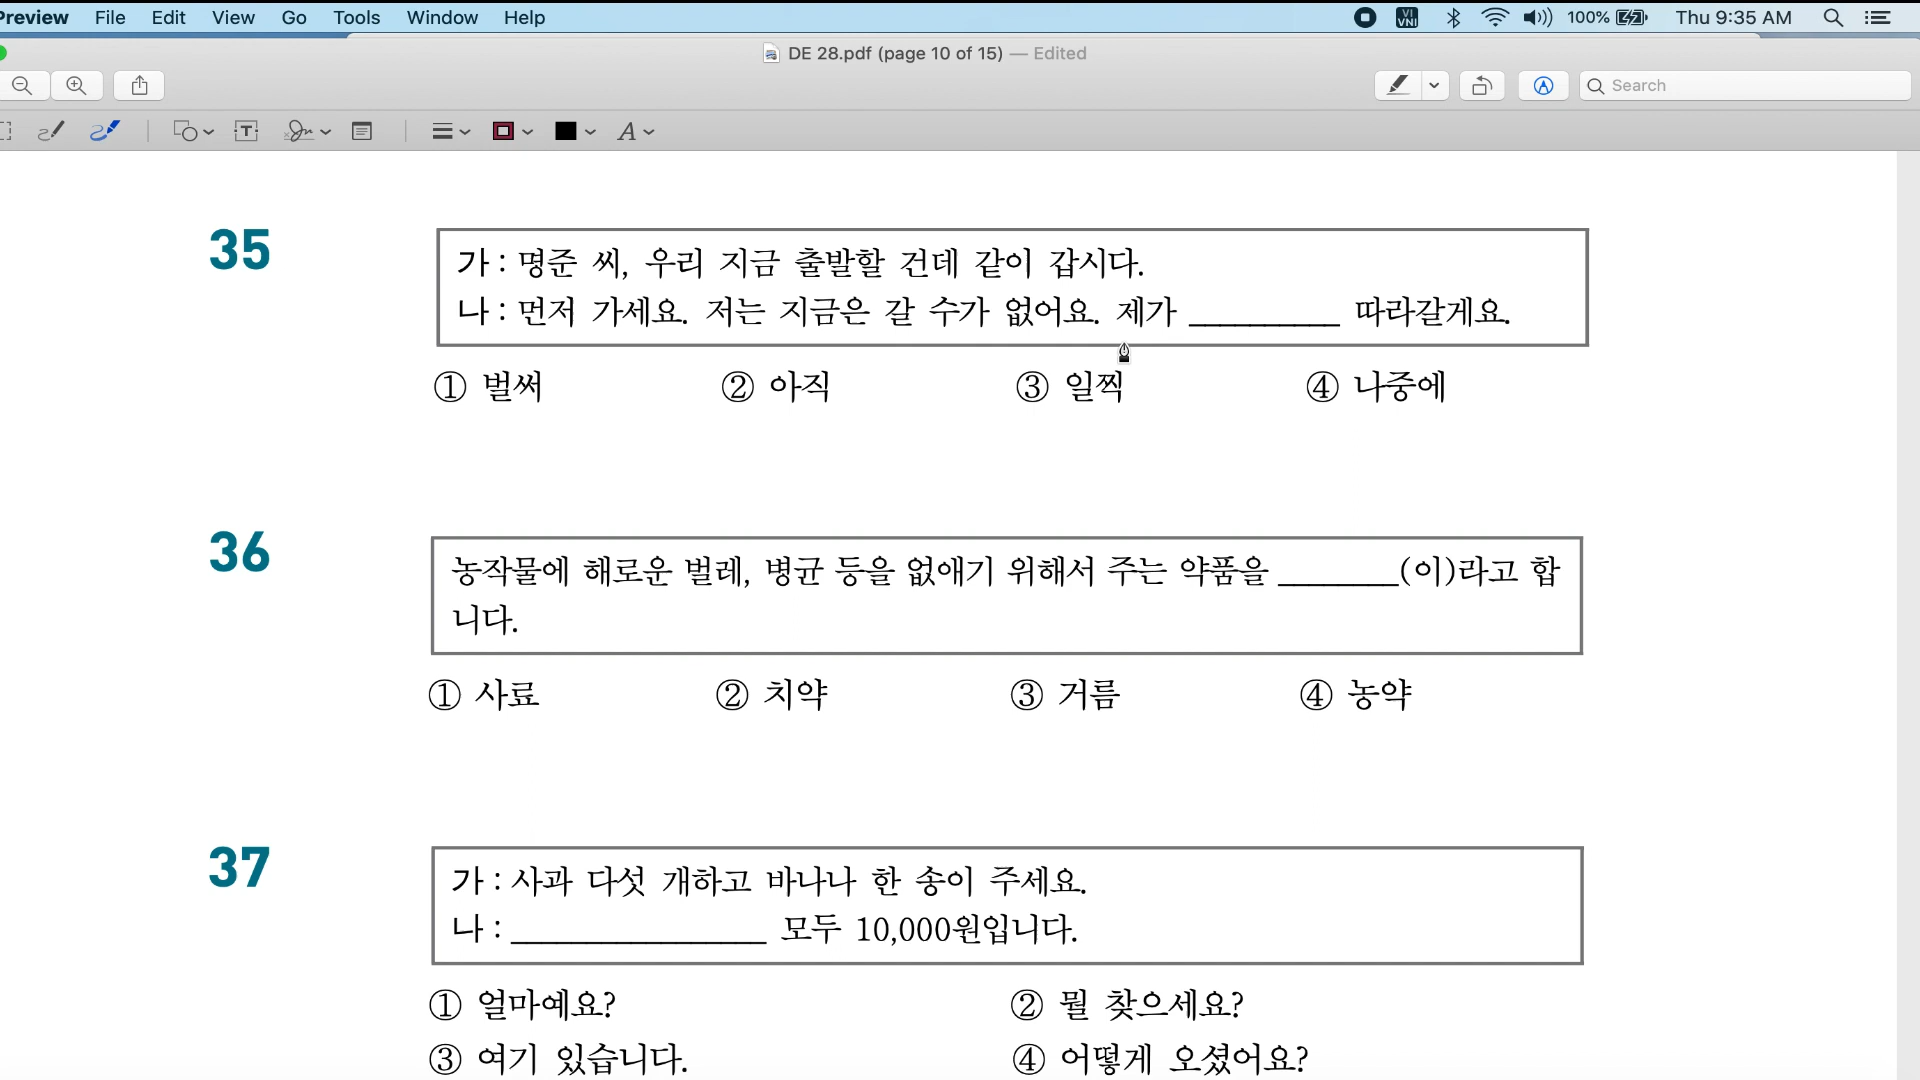 Preview File Edit View Go Tools Window Help VI VNI 100% Thu 9:35 AM
DE 28.pdf (page 10 of 15) — Edited
Search
35
가 : 명준 씨, 우리 지금 출발할 건데 같이 갑시다.
나 : 먼저 가세요. 저는 지금은 갈 수가 없어요. 제가 __________ 따라갈게요.
① 벌써 ② 아직 ③ 일찍 ④ 나중에
36
농작물에 해로운 벌레, 병균 등을 없애기 위해서 주는 약품을 ________(이)라고 합
니다.
① 사료 ② 치약 ③ 거름 ④ 농약
37
가 : 사과 다섯 개하고 바나나 한 송이 주세요.
나 : _________________ 모두 10,000원입니다.
① 얼마예요? ② 뭘 찾으세요?
③ 여기 있습니다. ④ 어떻게 오셨어요?